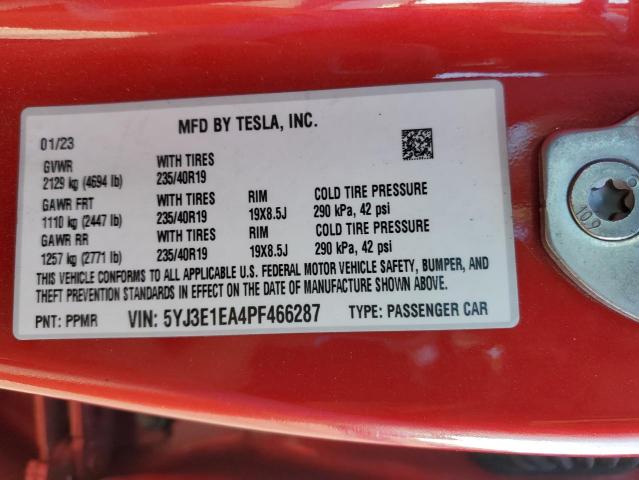 MFD BY TESLA, INC.
01/23
GVWR WITH TIRES
2129 kg (4694 lb) 235/40R19
GAWR FRT WITH TIRES RIM COLD TIRE PRESSURE
1110 kg (2447 lb) 235/40R19 19X8.5J 290 kPa, 42 psi
GAWR RR WITH TIRES RIM COLD TIRE PRESSURE
1257 kg (2771 lb) 235/40R19 19X8.5J 290 kPa, 42 psi
THIS VEHICLE CONFORMS TO ALL APPLICABLE U.S. FEDERAL MOTOR VEHICLE SAFETY, BUMPER, AND
THEFT PREVENTION STANDARDS IN EFFECT ON THE DATE OF MANUFACTURE SHOWN ABOVE.
PNT: PPMR VIN: 5YJ3E1EA4PF466287 TYPE: PASSENGER CAR
10.9